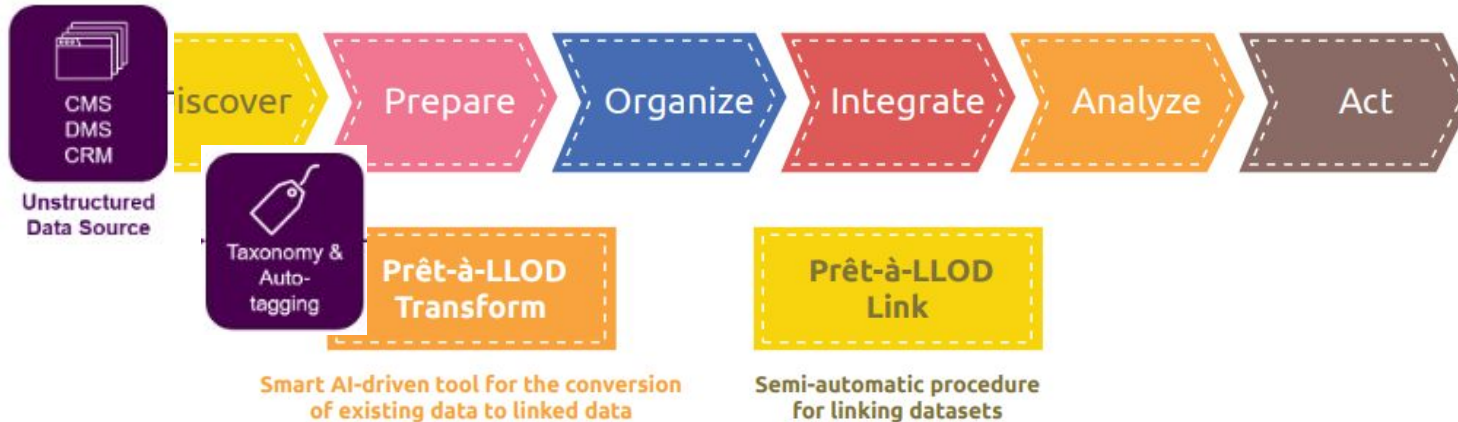 CMS
DMS
CRM
Unstructured
Data Source
iscover
Prepare
Organize
Integrate
Analyze
Act
Taxonomy &
Auto-
tagging
Prêt-à-LLOD
Transform
Prêt-à-LLOD
Link
Smart AI-driven tool for the conversion
of existing data to linked data
Semi-automatic procedure
for linking datasets